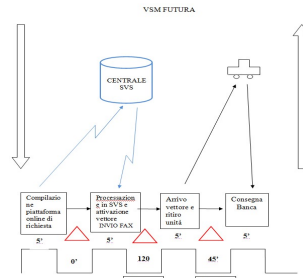 VSM FUTURA
CENTRALE
SVS
Compilazio
ne
piattaforma
online di
richiesta
Processazion
e in SVS e
attivazione
vettore
INVIO FAX
Arrivo
vettore e
ritiro
unità
Consegna
Banca
5'
5'
5'
5'
0'
120
45'